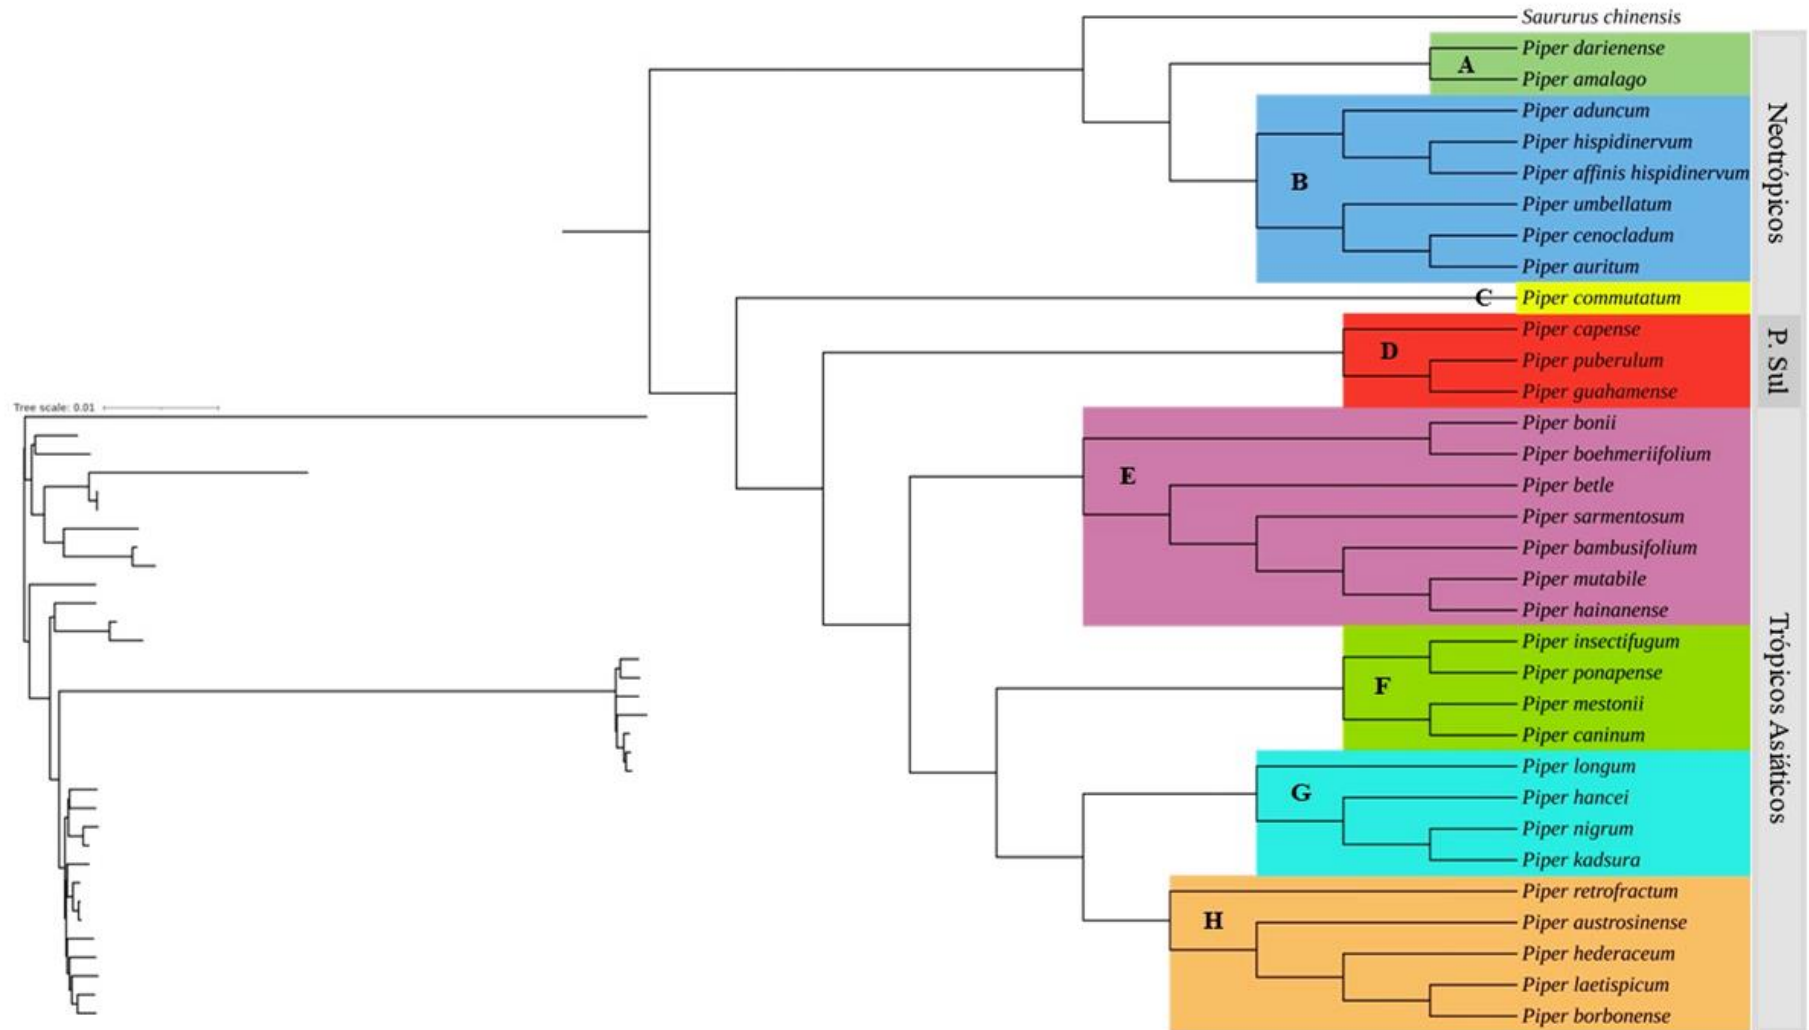 Saururus chinensis
Piper darienense
A
Piper amalago
Piper aduncum
Piper hispidinervum
Piper affinis hispidinervum
B
Piper umbellatum
Piper cenocladum
Piper auritum
Neotrópicos
C
Piper commutatum
Piper capense
D
Piper puberulum
Piper guahamense
P. Sul
Tree scale: 0.01
Piper bonii
Piper boehmeriifolium
E
Piper betle
Piper sarmentosum
Piper bambusifolium
Piper mutabile
Piper hainanense
Piper insectifugum
Piper ponapense
F
Piper mestonii
Piper caninum
Trópicos Asiáticos
Piper longum
G
Piper hancei
Piper nigrum
Piper kadsura
Piper retrofractum
H
Piper austrosinense
Piper hederaceum
Piper laetispicum
Piper borbonense